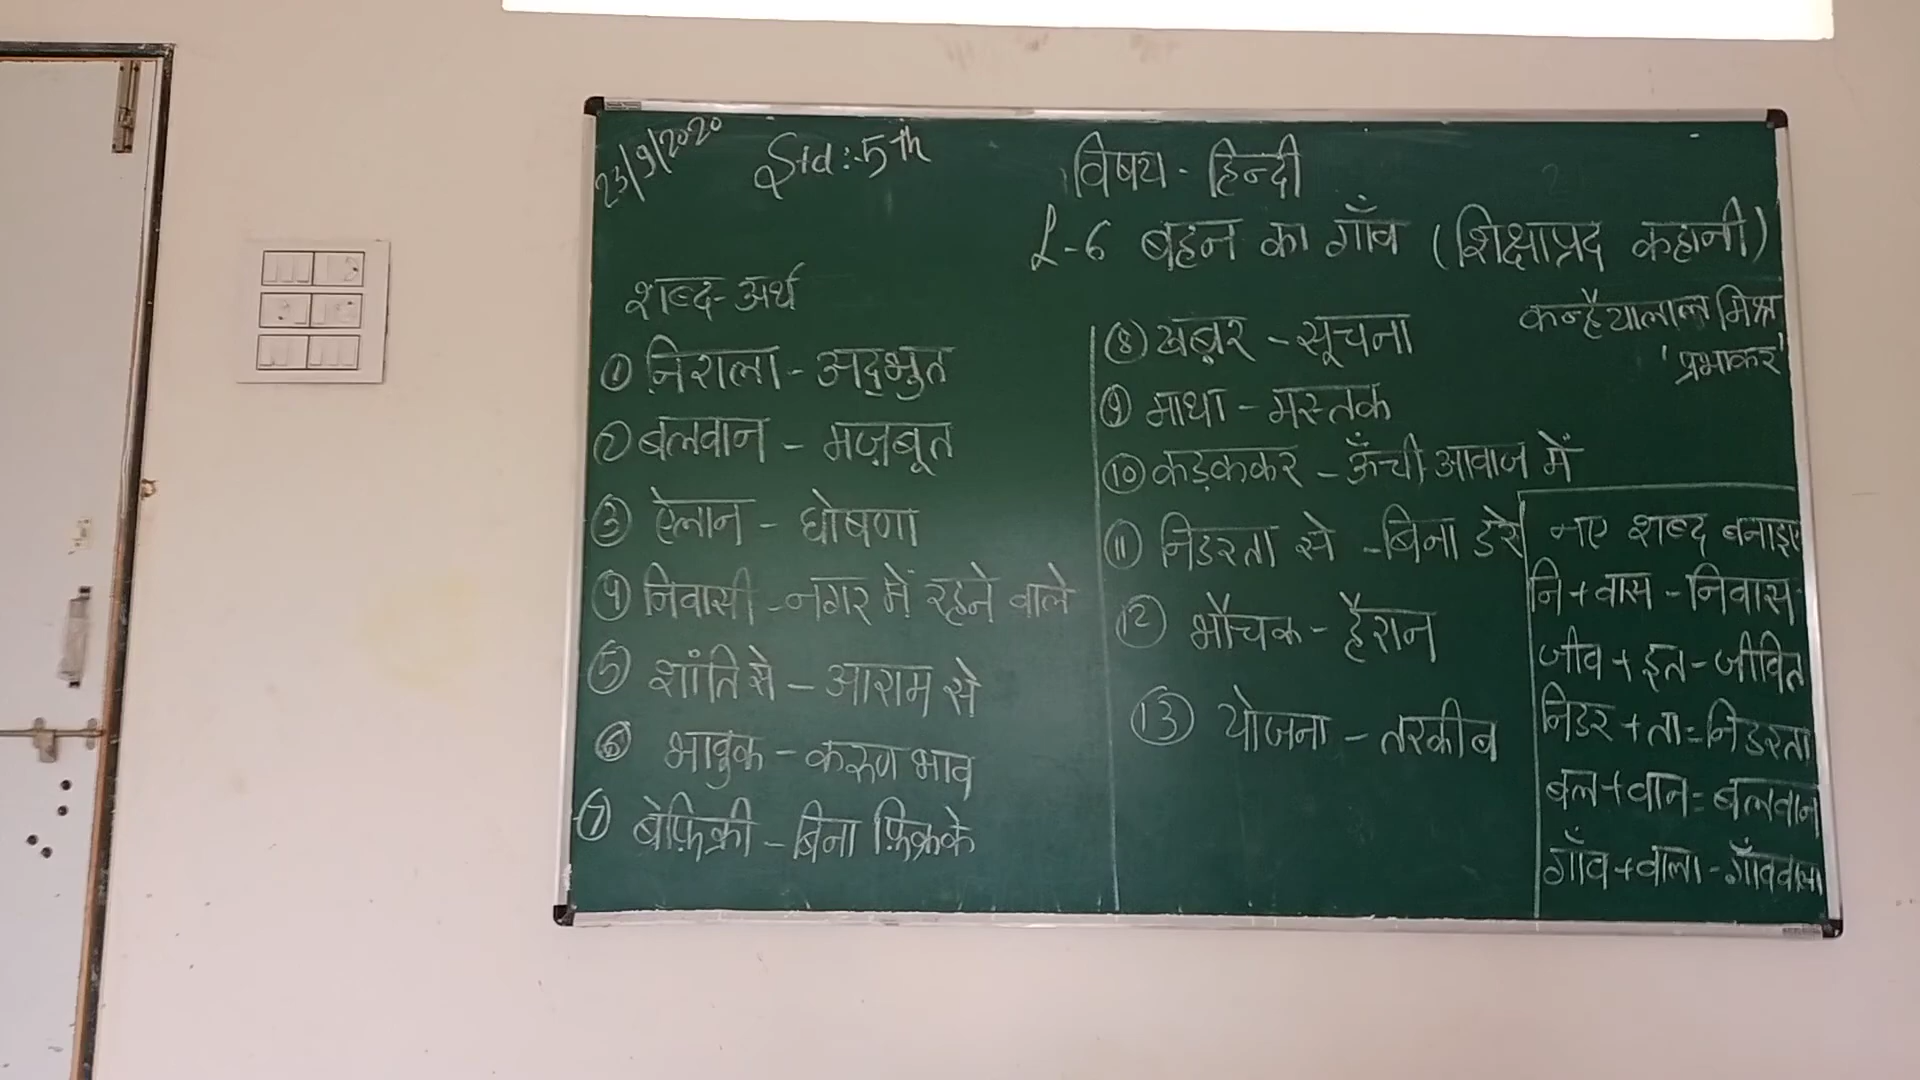 23/9/2020
Std:-5th
विषय - हिन्दी
L-6 बहन का गाँव (शिक्षाप्रद कहानी)
कन्हैयालाल मिश्र
'प्रभाकर'
शब्द-अर्थ
① निराला - अद्भुत
② बलवान - मज़बूत
③ ऐलान - घोषणा
④ निवासी - नगर में रहने वाले
⑤ शांति से - आराम से
⑥ भावुक - करुण भाव
⑦ बेफ़िक्री - बिना फ़िक्र के
⑧ खब़र - सूचना
⑨ माथा - मस्तक
⑩ कड़ककर - ऊँची आवाज में
⑪ निडरता से - बिना डरे
⑫ भौचक - हैरान
⑬ योजना - तरकीब
नए शब्द बनाइए
नि + वास - निवास
जीव + इत - जीवित
निडर + ता = निडरता
बल + वान = बलवान
गाँव + वाला - गाँववाला